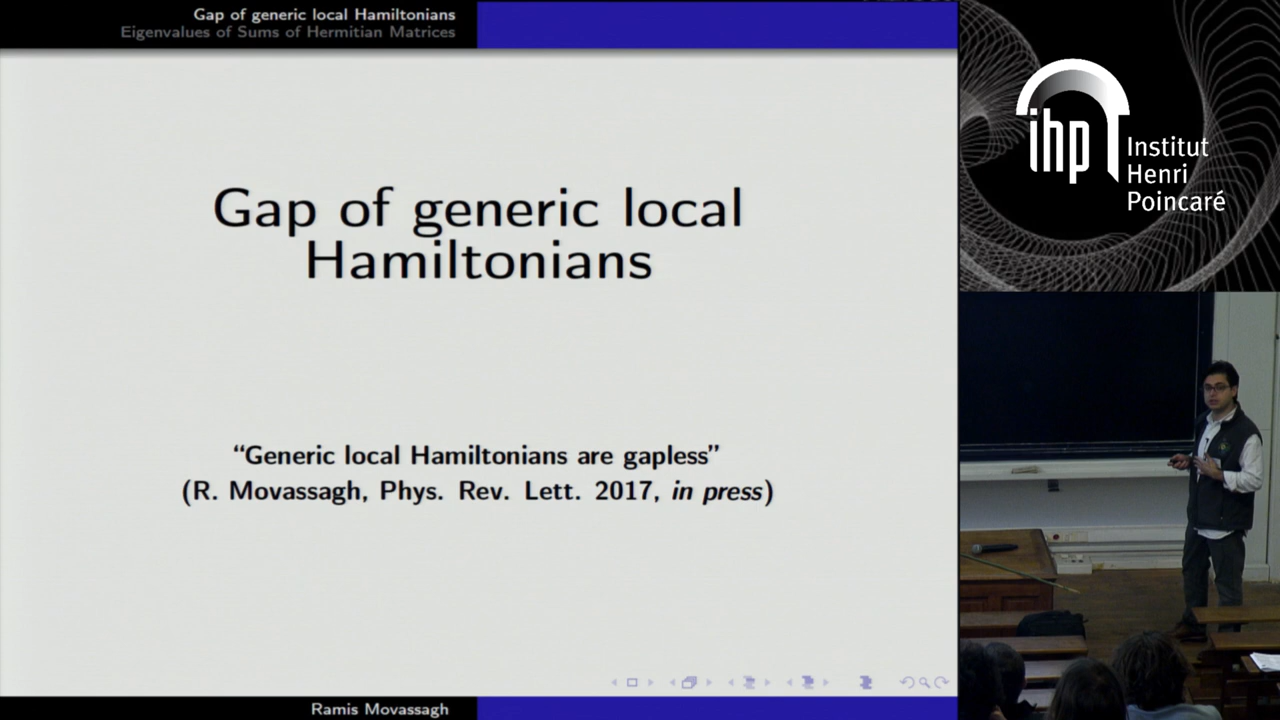 Gap of generic local Hamiltonians
Eigenvalues of Sums of Hermitian Matrices
Gap of generic local
Hamiltonians
“Generic local Hamiltonians are gapless”
(R. Movassagh, Phys. Rev. Lett. 2017, in press)
Ramis Movassagh
ihp
Institut
Henri
Poincaré